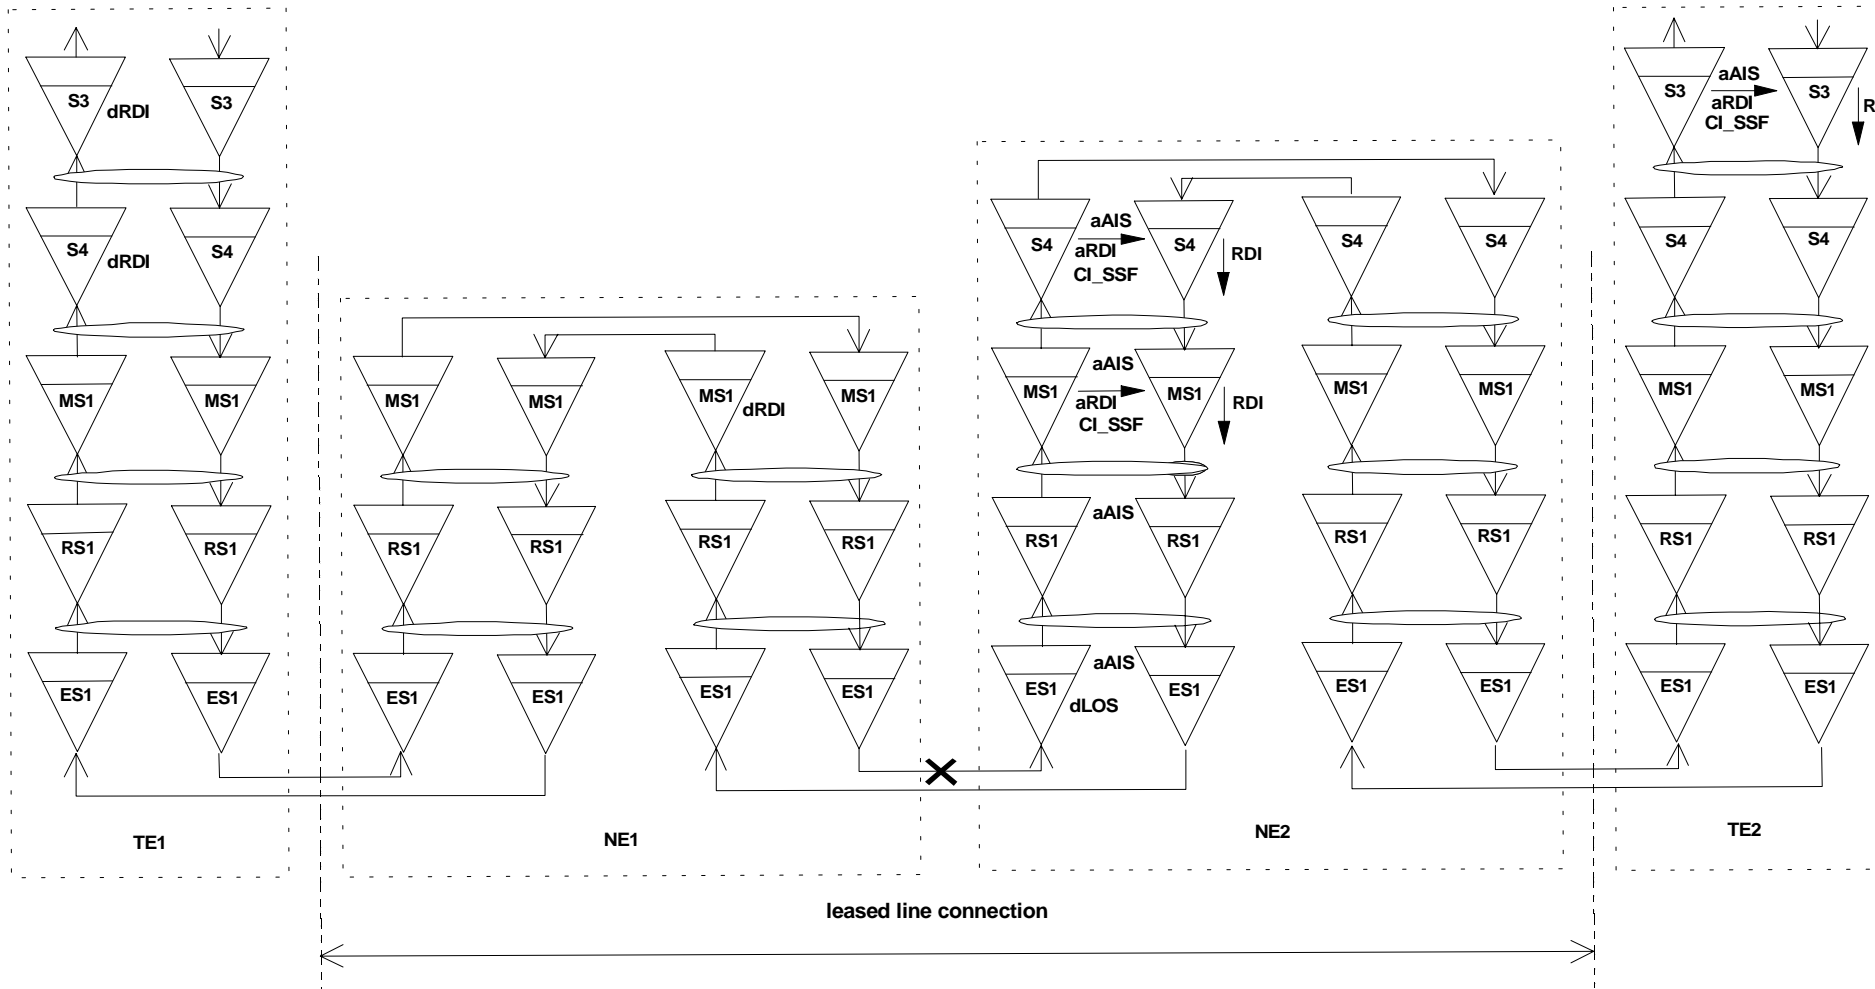 S3
dRDI
S3
S4
dRDI
S4
MS1
MS1
RS1
RS1
ES1
ES1
TE1
MS1
MS1
MS1
dRDI
MS1
RS1
RS1
RS1
RS1
ES1
ES1
ES1
ES1
NE1
S4
aAIS
aRDI
CI_SSF
S4
RDI
S4
S4
MS1
aAIS
aRDI
CI_SSF
MS1
RDI
MS1
MS1
RS1
aAIS
RS1
RS1
RS1
ES1
aAIS
dLOS
ES1
ES1
ES1
NE2
S3
aAIS
aRDI
CI_SSF
S3
S4
S4
MS1
MS1
RS1
RS1
ES1
ES1
TE2
leased line connection